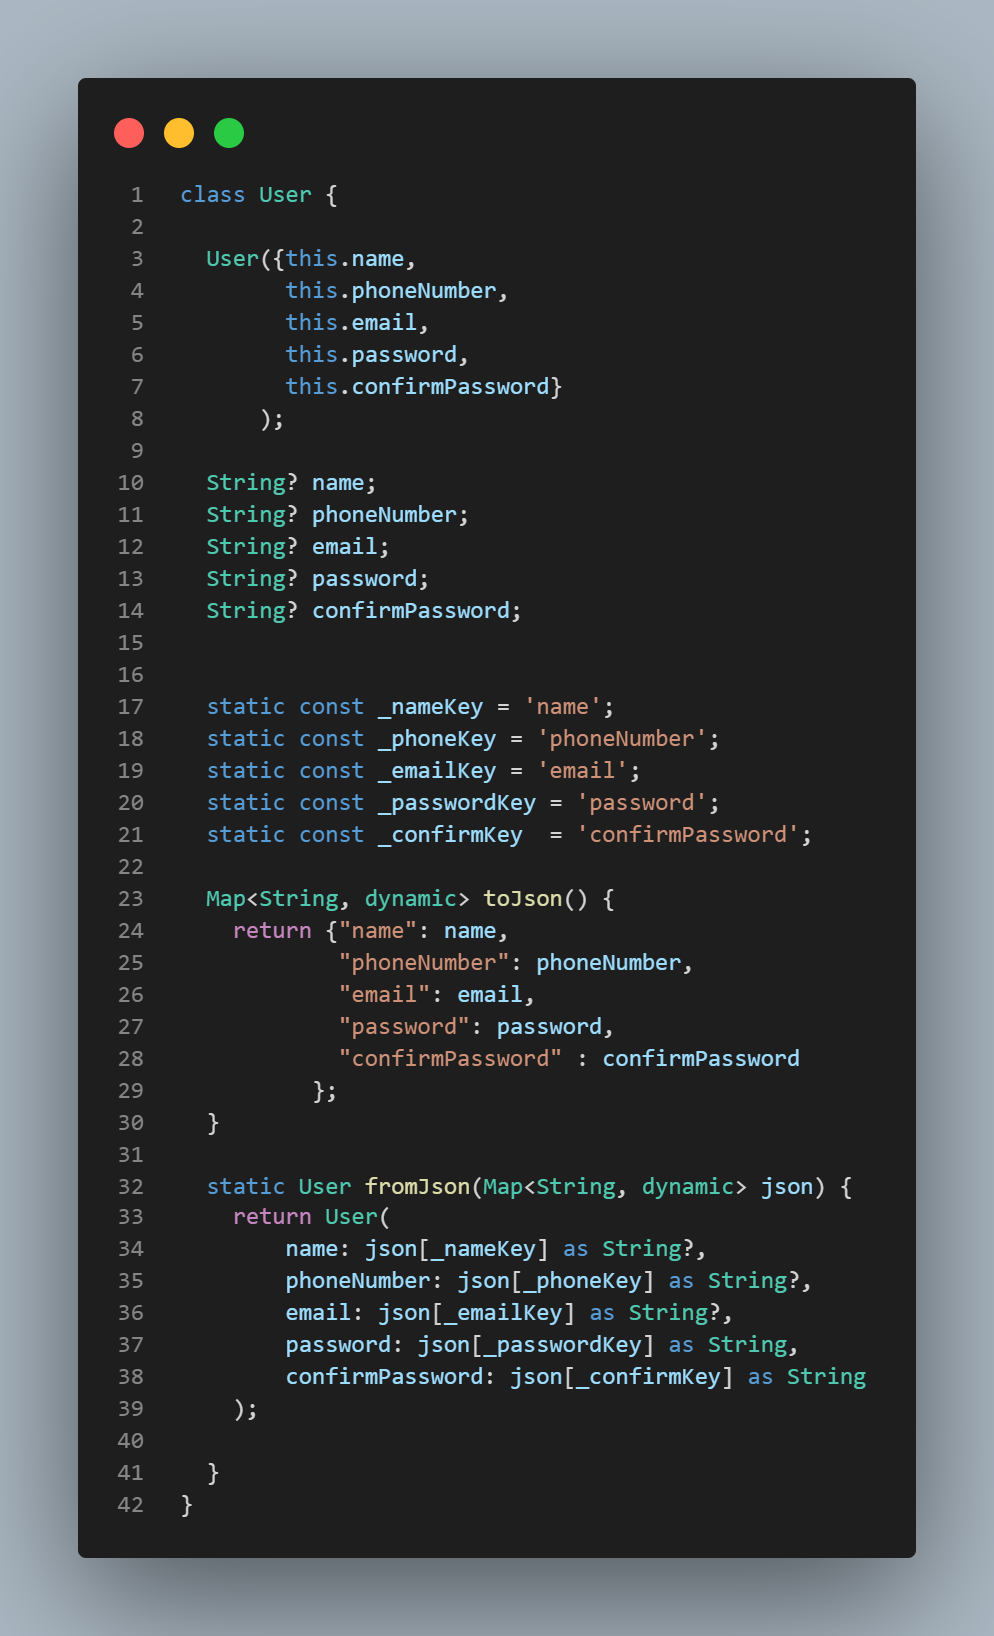 1 class User {
2
3   User({this.name,
4         this.phoneNumber,
5         this.email,
6         this.password,
7         this.confirmPassword}
8       );
9
10   String? name;
11   String? phoneNumber;
12   String? email;
13   String? password;
14   String? confirmPassword;
15
16
17   static const _nameKey = 'name';
18   static const _phoneKey = 'phoneNumber';
19   static const _emailKey = 'email';
20   static const _passwordKey = 'password';
21   static const _confirmKey  = 'confirmPassword';
22
23   Map<String, dynamic> toJson() {
24     return {"name": name,
25             "phoneNumber": phoneNumber,
26             "email": email,
27             "password": password,
28             "confirmPassword" : confirmPassword
29           };
30   }
31
32   static User fromJson(Map<String, dynamic> json) {
33     return User(
34         name: json[_nameKey] as String?,
35         phoneNumber: json[_phoneKey] as String?,
36         email: json[_emailKey] as String?,
37         password: json[_passwordKey] as String,
38         confirmPassword: json[_confirmKey] as String
39     );
40
41   }
42 }